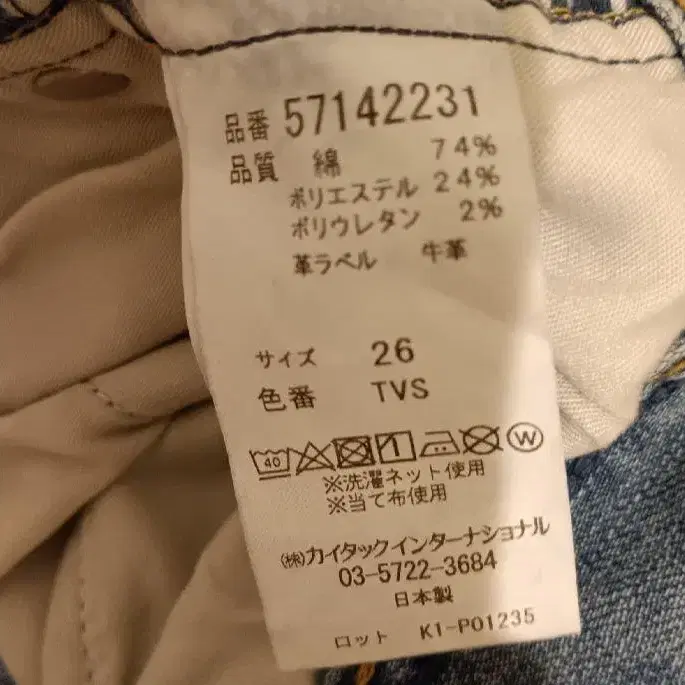 品番 57142231
品質 綿 74%
ポリエステル 24%
ポリウレタン 2%
革ラベル 牛革
サイズ 26
色番 TVS
40 W
※洗濯ネット使用
※当て布使用
㈱カイタックインターナショナル
03-5722-3684
日本製
ロット K1-P01235